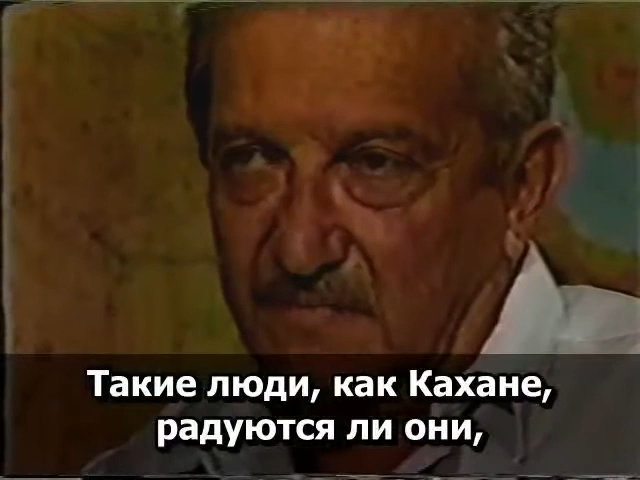 Такие люди, как Кахане,
радуются ли они,